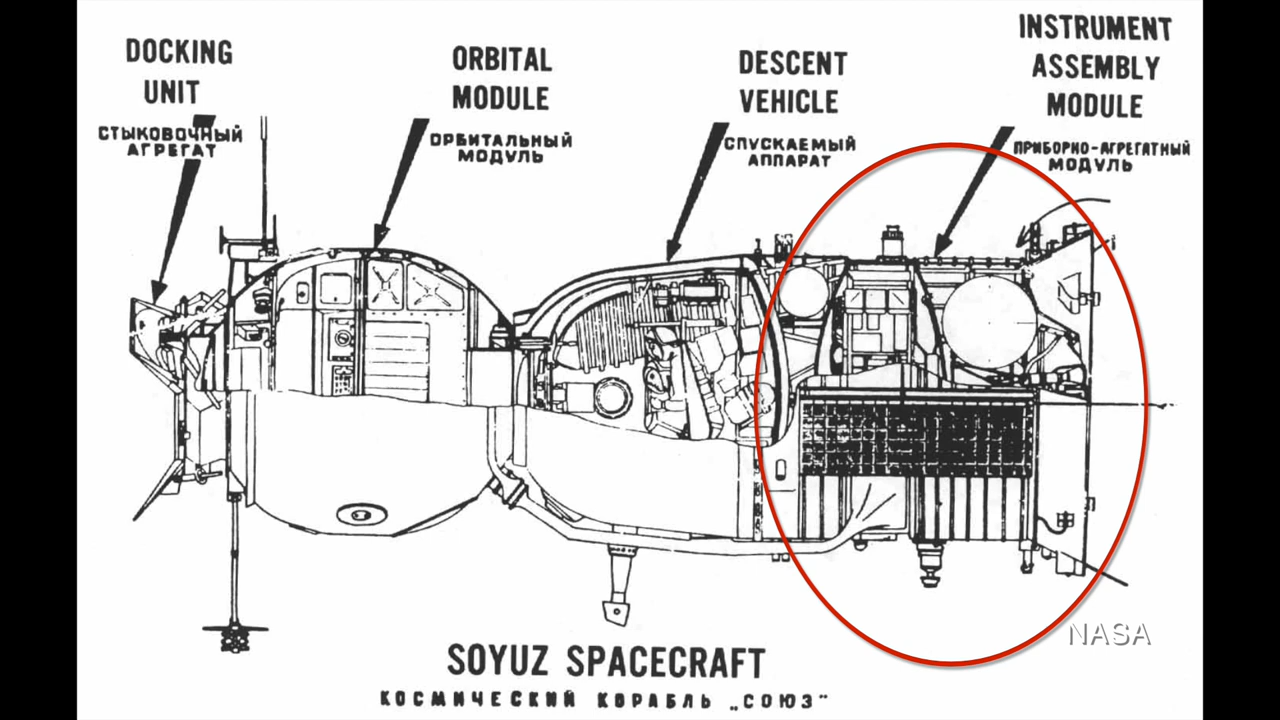 DOCKING
UNIT
СТЫКОВОЧНЫЙ
АГРЕГАТ
ORBITAL
MODULE
ОРБИТАЛЬНЫЙ
МОДУЛЬ
DESCENT
VEHICLE
СПУСКАЕМЫЙ
АППАРАТ
INSTRUMENT
ASSEMBLY
MODULE
ПРИБОРНО-АГРЕГАТНЫЙ
МОДУЛЬ
NASA
SOYUZ SPACECRAFT
КОСМИЧЕСКИЙ КОРАБЛЬ „СОЮЗ"